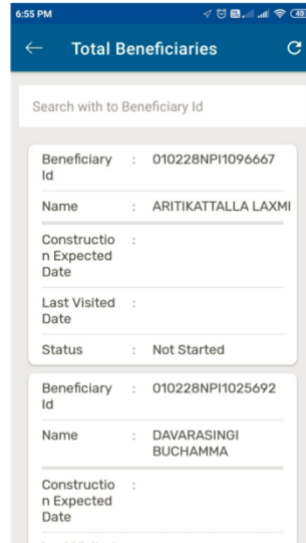 6:55 PM
Total Beneficiaries
Search with to Beneficiary Id
Beneficiary : 010228NPI1096667
Id
Name : ARITIKATTALLA LAXMI
Constructio :
n Expected
Date
Last Visited :
Date
Status : Not Started
Beneficiary : 010228NPI1025692
Id
Name : DAVARASINGI
BUCHAMMA
Constructio :
n Expected
Date